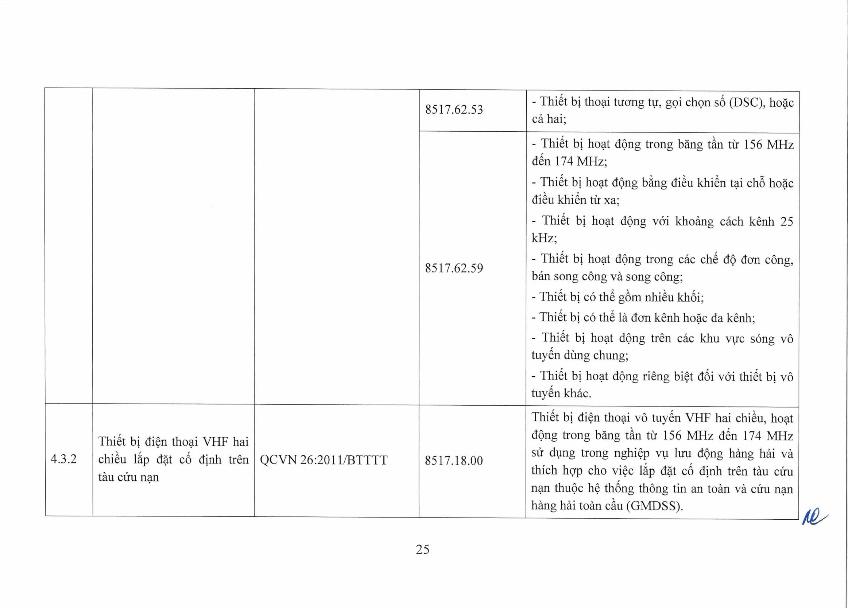 8517.62.53
- Thiết bị thoại tương tự, gọi chọn số (DSC), hoặc
cả hai;
8517.62.59
- Thiết bị hoạt động trong băng tần từ 156 MHz
đến 174 MHz;
- Thiết bị hoạt động bằng điều khiển tại chỗ hoặc
điều khiển từ xa;
- Thiết bị hoạt động với khoảng cách kênh 25
kHz;
- Thiết bị hoạt động trong các chế độ đơn công,
bán song công và song công;
- Thiết bị có thể gồm nhiều khối;
- Thiết bị có thể là đơn kênh hoặc đa kênh;
- Thiết bị hoạt động trên các khu vực sóng vô
tuyến dùng chung;
- Thiết bị hoạt động riêng biệt đối với thiết bị vô
tuyến khác.
4.3.2
Thiết bị điện thoại VHF hai
chiều lắp đặt cố định trên
tàu cứu nạn
QCVN 26:2011/BTTTT
8517.18.00
Thiết bị điện thoại vô tuyến VHF hai chiều, hoạt
động trong băng tần từ 156 MHz đến 174 MHz
sử dụng trong nghiệp vụ lưu động hàng hải và
thích hợp cho việc lắp đặt cố định trên tàu cứu
nạn thuộc hệ thống thông tin an toàn và cứu nạn
hàng hải toàn cầu (GMDSS).
25